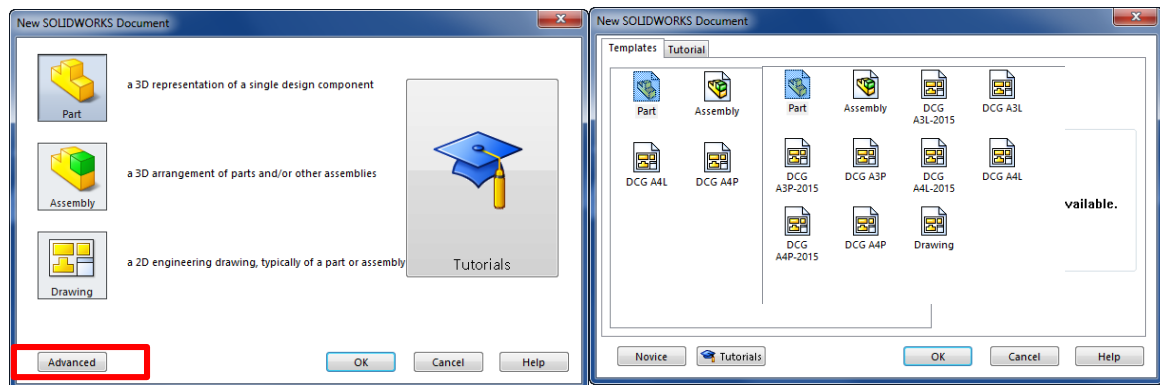 New SOLIDWORKS Document
Part
a 3D representation of a single design component
Assembly
a 3D arrangement of parts and/or other assemblies
Drawing
a 2D engineering drawing, typically of a part or assembly
Tutorials
Advanced
OK
Cancel
Help
New SOLIDWORKS Document
Templates
Tutorial
Part
Assembly
DCG A4L
DCG A4P
Part
Assembly
DCG
A3L-2015
DCG A3L
DCG
A3P-2015
DCG A3P
DCG
A4L-2015
DCG A4L
DCG
A4P-2015
DCG A4P
Drawing
vailable.
Novice
Tutorials
OK
Cancel
Help